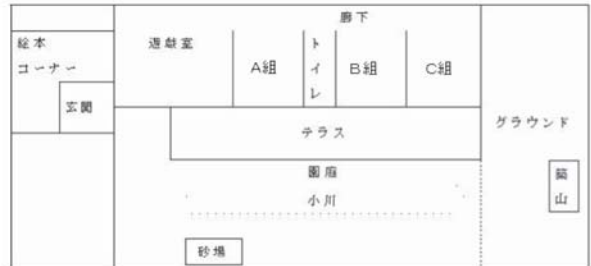 廊下
絵本
コーナー
遊戯室
A組
トイレ
B組
C組
玄関
テラス
グラウンド
園庭
小川
築山
砂場